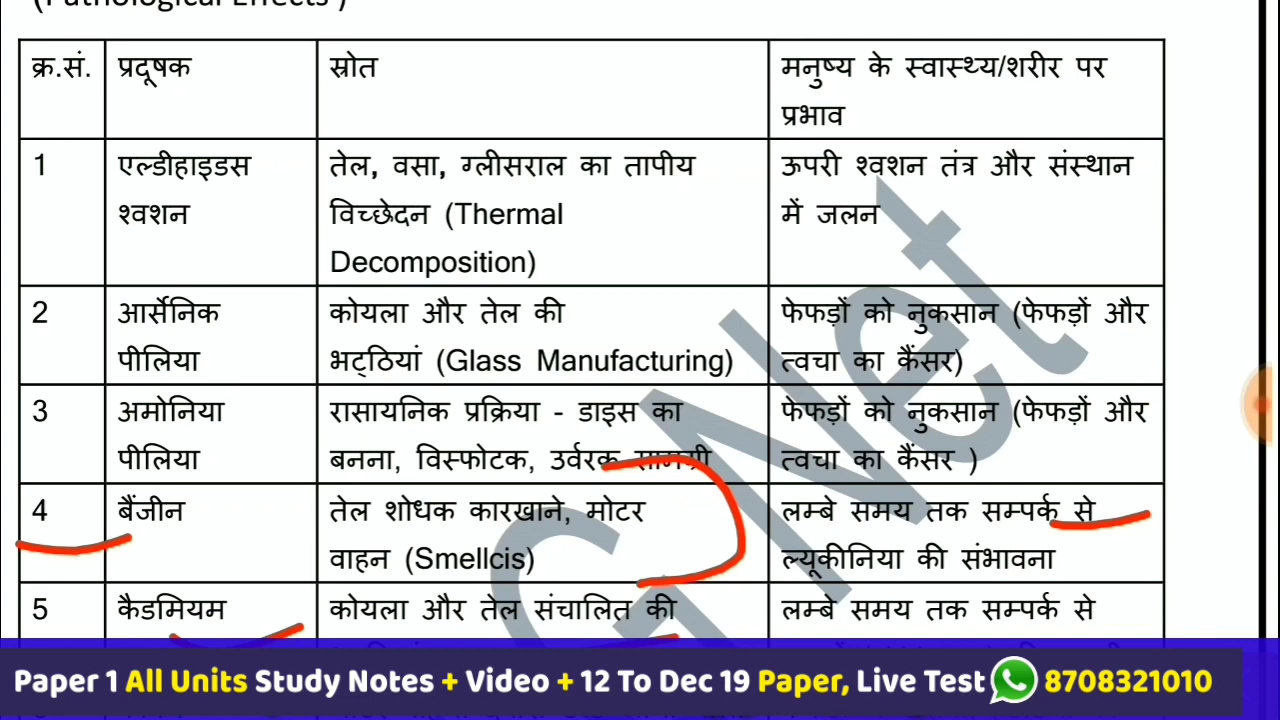 (Pathological Effects )
क्र.सं. प्रदूषक स्रोत मनुष्य के स्वास्थ्य/शरीर पर
प्रभाव
1 एल्डीहाइडस तेल, वसा, ग्लीसराल का तापीय ऊपरी श्वशन तंत्र और संस्थान
श्वशन विच्छेदन (Thermal में जलन
Decomposition)
2 आर्सेनिक कोयला और तेल की फेफड़ों को नुकसान (फेफड़ों और
पीलिया भट्ठियां (Glass Manufacturing) त्वचा का कैंसर)
3 अमोनिया रासायनिक प्रक्रिया - डाइस का फेफड़ों को नुकसान (फेफड़ों और
पीलिया बनना, विस्फोटक, उर्वरक सामग्री त्वचा का कैंसर )
4 बैंजीन तेल शोधक कारखाने, मोटर लम्बे समय तक सम्पर्क से
वाहन (Smellcis) ल्यूकीनिया की संभावना
5 कैडमियम कोयला और तेल संचालित की लम्बे समय तक सम्पर्क से
G Net
Paper 1 All Units Study Notes + Video + 12 To Dec 19 Paper, Live Test 8708321010